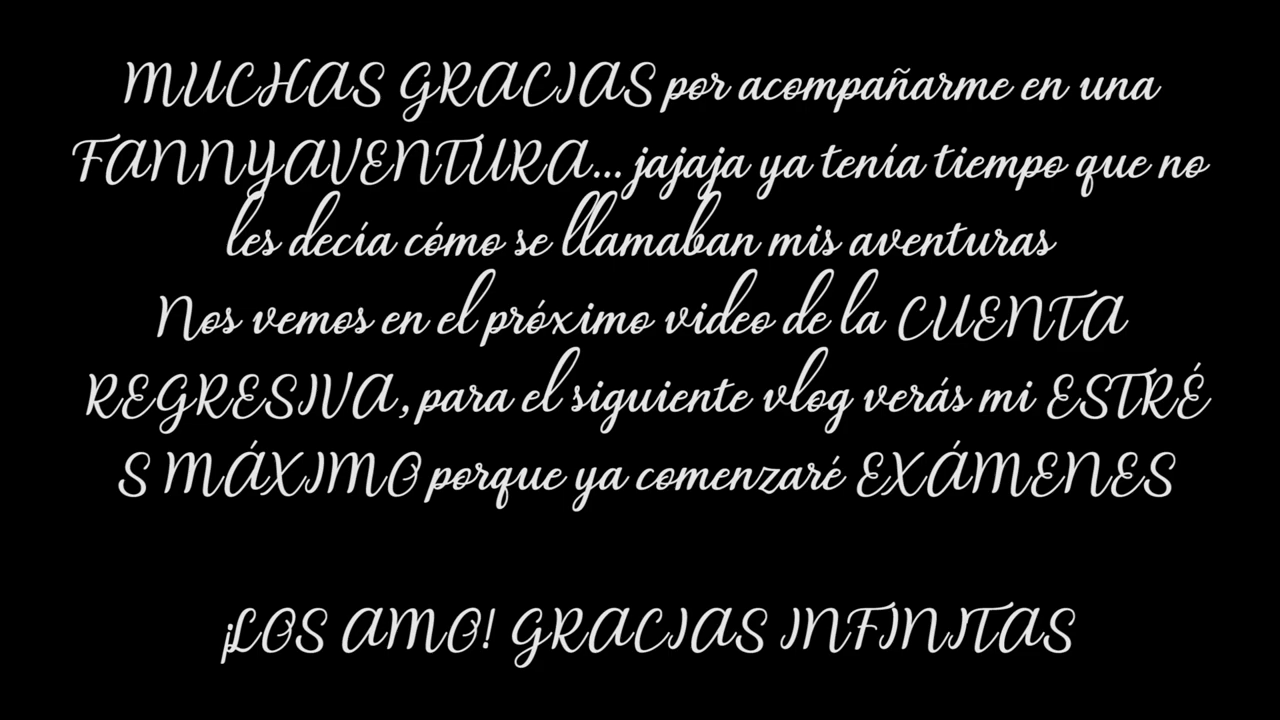 MUCHAS GRACIAS por acompañarme en una
FANNYAVENTURA... jajaja ya tenía tiempo que no
les decía cómo se llamaban mis aventuras
Nos vemos en el próximo video de la CUENTA
REGRESIVA, para el siguiente vlog verás mi ESTRÉ
S MÁXIMO porque ya comenzaré EXÁMENES
¡LOS AMO! GRACIAS INFINITAS